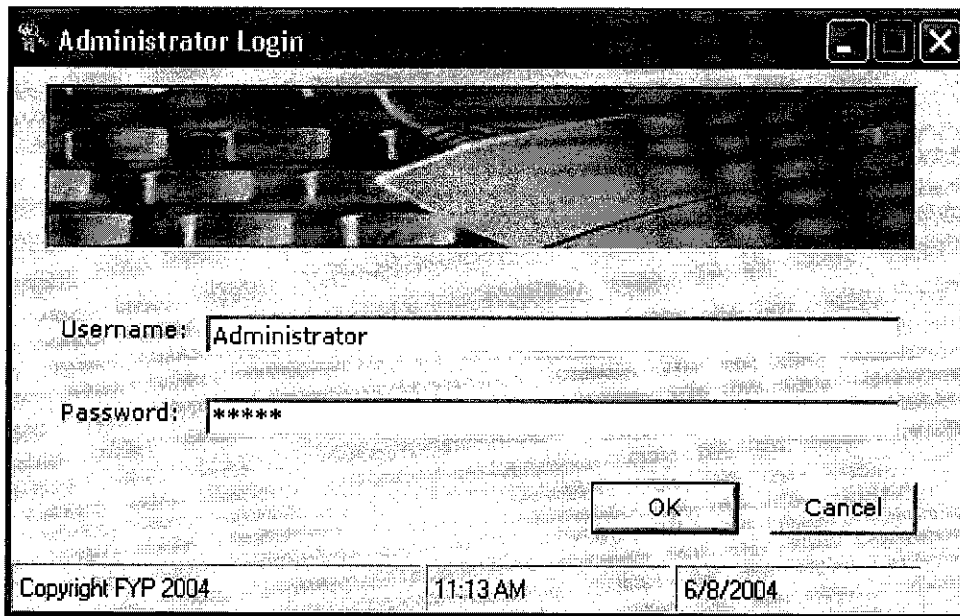 Administrator Login
Username: Administrator
Password: *****
OK Cancel
Copyright FYP 2004 11:13 AM 6/8/2004